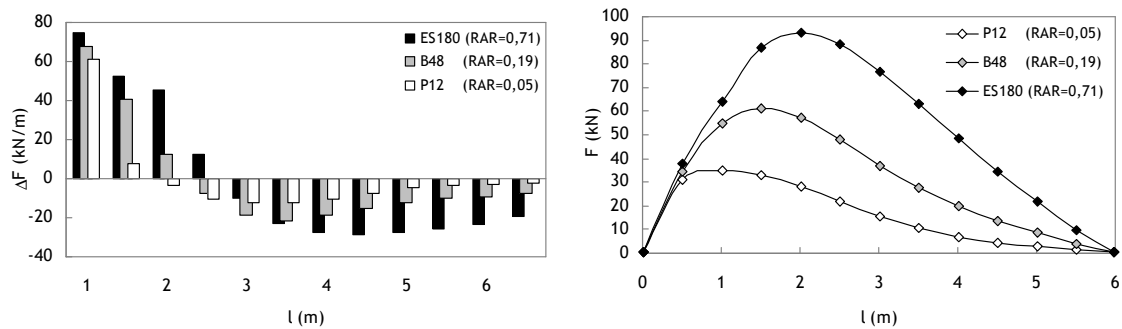 80
60
40
20
0
-20
-40
ΔF (kN/m)
ES180 (RAR=0,71)
B48 (RAR=0,19)
P12 (RAR=0,05)
1 2 3 4 5 6
l (m)
100
90
80
70
60
50
40
30
20
10
0
F (kN)
P12 (RAR=0,05)
B48 (RAR=0,19)
ES180 (RAR=0,71)
0 1 2 3 4 5 6
l (m)